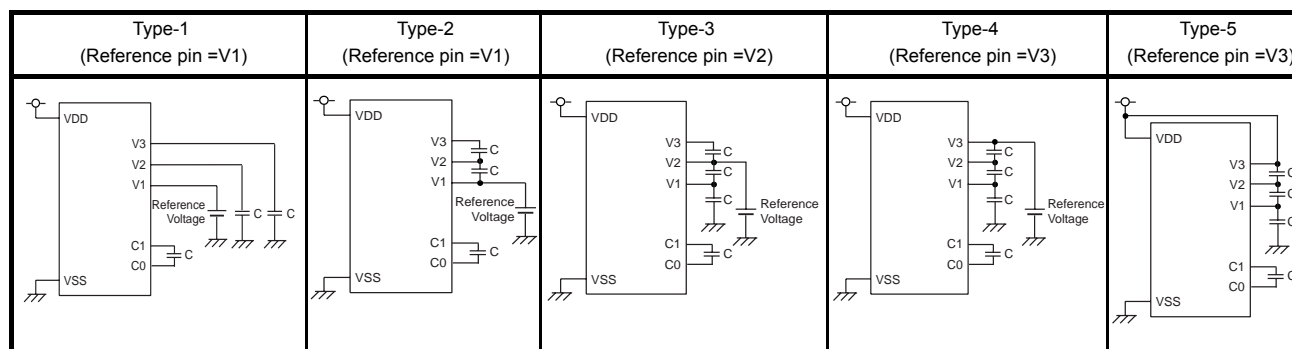 Type-1
(Reference pin =V1)
Type-2
(Reference pin =V1)
Type-3
(Reference pin =V2)
Type-4
(Reference pin =V3)
Type-5
(Reference pin =V3)
VDD
V3
V2
V1
Reference
Voltage
C
C
C1
C
C0
VSS
VDD
V3
C
V2
C
V1
Reference
Voltage
C1
C
C0
VSS
VDD
V3
C
V2
C
V1
C
Reference
Voltage
C1
C
C0
VSS
VDD
V3
C
V2
C
V1
C
Reference
Voltage
C1
C
C0
VSS
VDD
V3
C
V2
C
V1
C
C1
C
C0
VSS